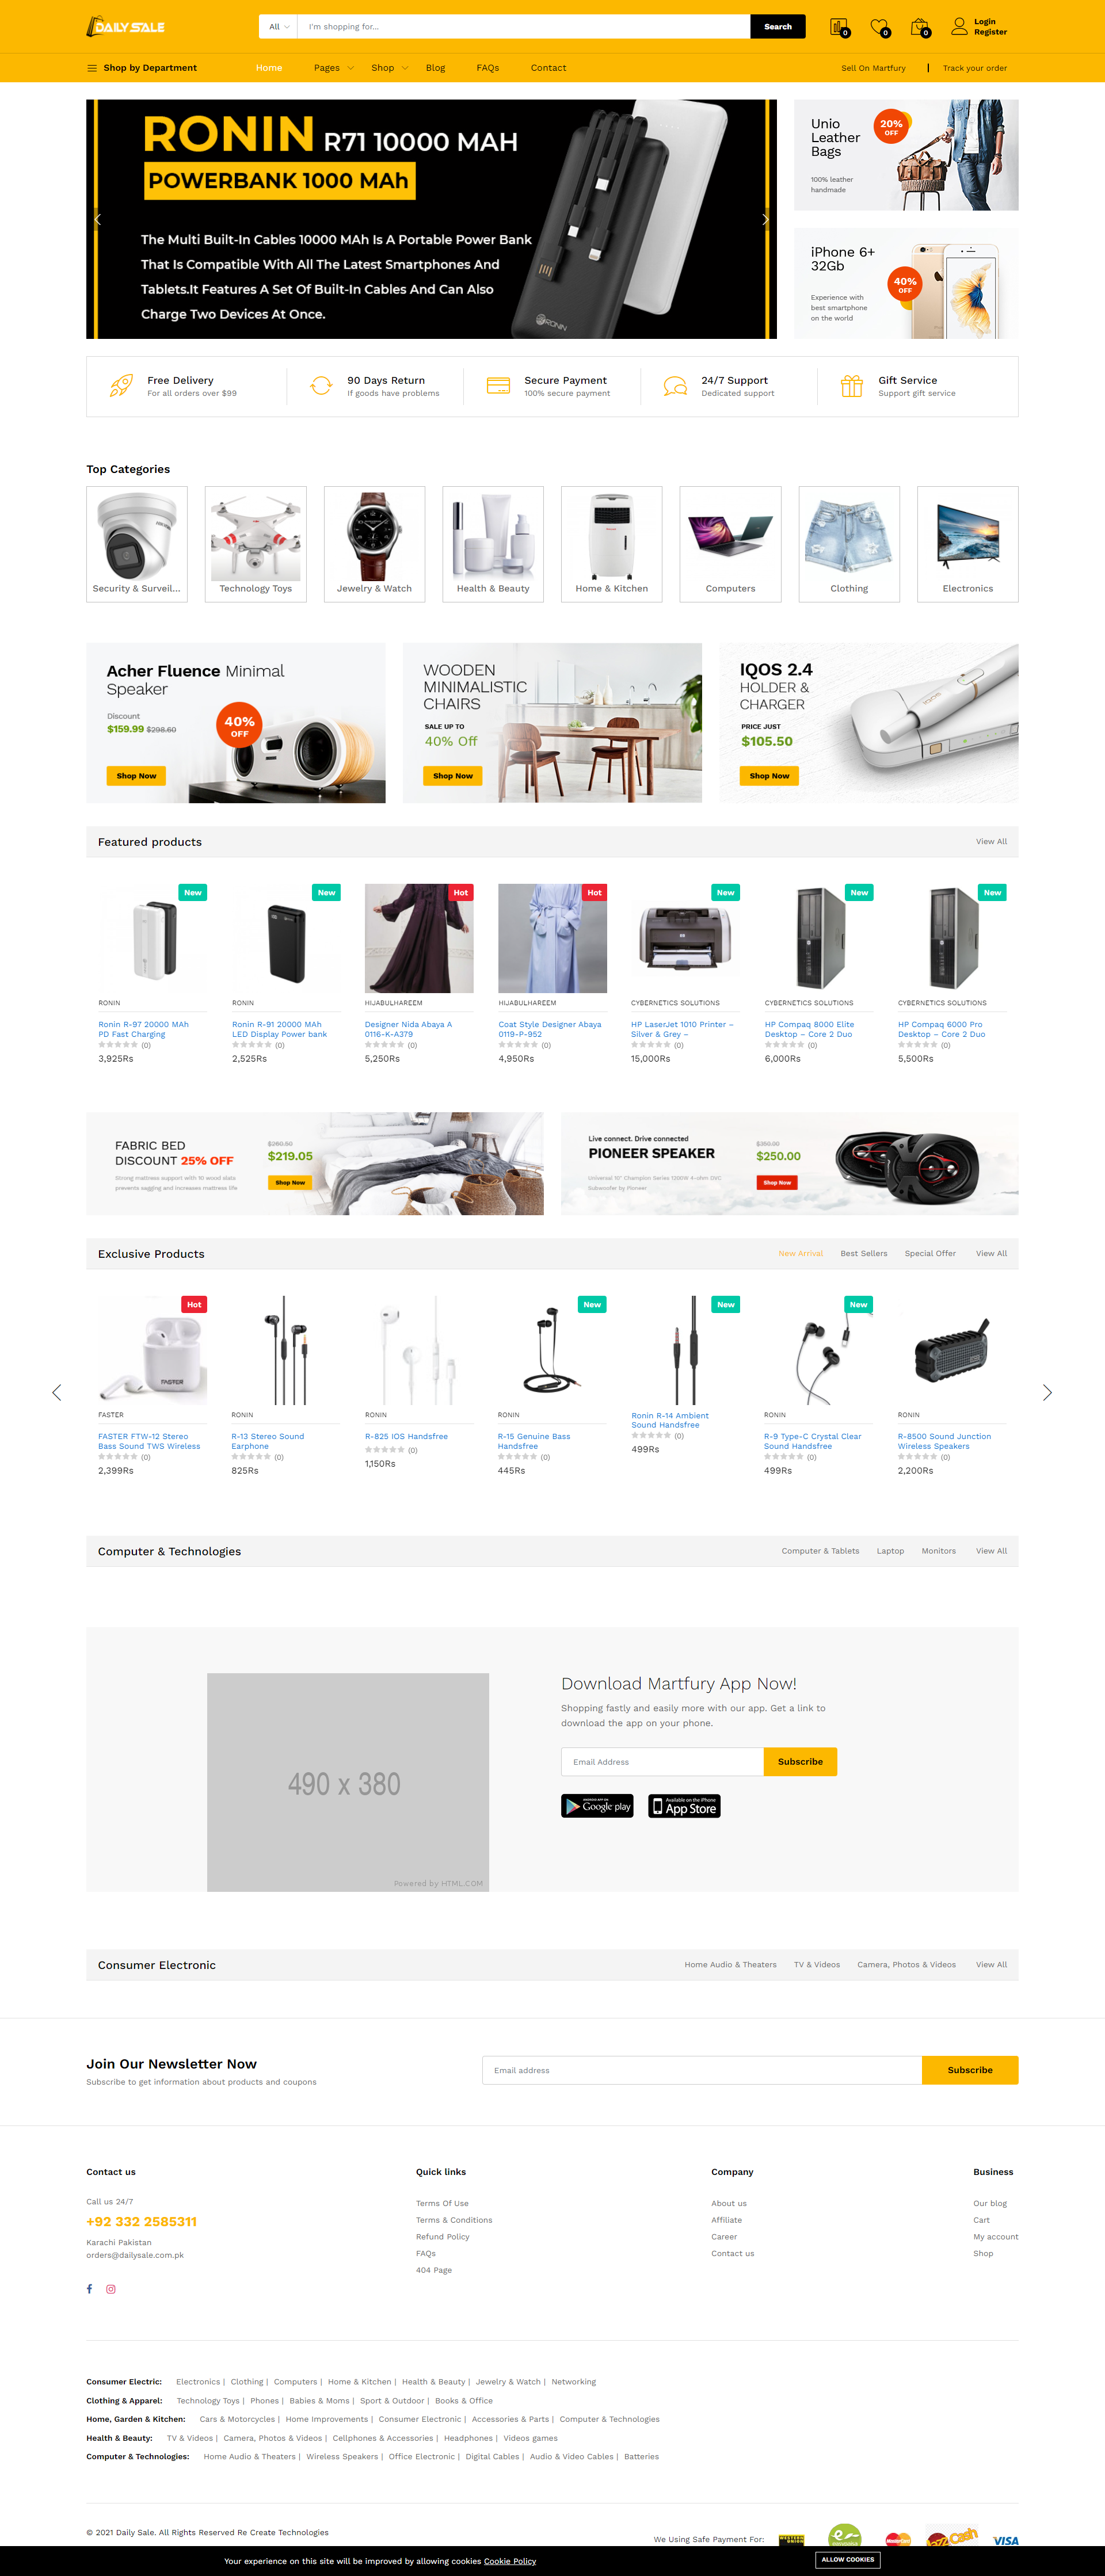 DAILY SALE
All
I'm shopping for...
Search
0
0
0
Login
Register
Shop by Department
Home
Pages
Shop
Blog
FAQs
Contact
Sell On Martfury
Track your order
RONIN R71 10000 MAH
POWERBANK 1000 MAh
The Multi Built-In Cables 10000 MAh Is A Portable Power Bank
That Is Compatible With All The Latest Smartphones And
Tablets.It Features A Set Of Built-In Cables And Can Also
Charge Two Devices At Once.
RONIN
Unio
Leather
Bags
20%
OFF
100% leather
handmade
iPhone 6+
32Gb
40%
OFF
Experience with
best smartphone
on the world
Free Delivery
For all orders over $99
90 Days Return
If goods have problems
Secure Payment
100% secure payment
24/7 Support
Dedicated support
Gift Service
Support gift service
Top Categories
Security & Surveil...
Technology Toys
Jewelry & Watch
Health & Beauty
Home & Kitchen
Computers
Clothing
Electronics
Acher Fluence Minimal
Speaker
Discount
$159.99 $298.60
40%
OFF
Shop Now
WOODEN
MINIMALISTIC
CHAIRS
SALE UP TO
40% Off
Shop Now
IQOS 2.4
HOLDER &
CHARGER
PRICE JUST
$105.50
Shop Now
Featured products
View All
New
RONIN
Ronin R-97 20000 MAh
PD Fast Charging
(0)
3,925Rs
New
RONIN
Ronin R-91 20000 MAh
LED Display Power bank
(0)
2,525Rs
Hot
HIJABULHAREEM
Designer Nida Abaya A
0116-K-A379
(0)
5,250Rs
Hot
HIJABULHAREEM
Coat Style Designer Abaya
0119-P-952
(0)
4,950Rs
New
CYBERNETICS SOLUTIONS
HP LaserJet 1010 Printer –
Silver & Grey –
(0)
15,000Rs
New
CYBERNETICS SOLUTIONS
HP Compaq 8000 Elite
Desktop – Core 2 Duo
(0)
6,000Rs
New
CYBERNETICS SOLUTIONS
HP Compaq 6000 Pro
Desktop – Core 2 Duo
(0)
5,500Rs
FABRIC BED
DISCOUNT 25% OFF
Strong mattress support with 10 wood slats
prevents sagging and increases mattress life
$260.50
$219.05
Shop Now
Live connect. Drive connected
PIONEER SPEAKER
Universal 10" Champion Series 1200W 4-ohm DVC
Subwoofer by Pioneer
$350.00
$250.00
Shop Now
Exclusive Products
New Arrival
Best Sellers
Special Offer
View All
Hot
FASTER
FASTER
FASTER FTW-12 Stereo
Bass Sound TWS Wireless
(0)
2,399Rs
RONIN
R-13 Stereo Sound
Earphone
(0)
825Rs
RONIN
R-825 IOS Handsfree
(0)
1,150Rs
New
RONIN
R-15 Genuine Bass
Handsfree
(0)
445Rs
New
Ronin R-14 Ambient
Sound Handsfree
(0)
499Rs
New
RONIN
R-9 Type-C Crystal Clear
Sound Handsfree
(0)
499Rs
RONIN
R-8500 Sound Junction
Wireless Speakers
(0)
2,200Rs
Computer & Technologies
Computer & Tablets
Laptop
Monitors
View All
490 x 380
Powered by HTML.COM
Download Martfury App Now!
Shopping fastly and easily more with our app. Get a link to
download the app on your phone.
Email Address
Subscribe
ANDROID APP ON
Google play
Available on the iPhone
App Store
Consumer Electronic
Home Audio & Theaters
TV & Videos
Camera, Photos & Videos
View All
Join Our Newsletter Now
Subscribe to get information about products and coupons
Email address
Subscribe
Contact us
Call us 24/7
+92 332 2585311
Karachi Pakistan
orders@dailysale.com.pk
Quick links
Terms Of Use
Terms & Conditions
Refund Policy
FAQs
404 Page
Company
About us
Affiliate
Career
Contact us
Business
Our blog
Cart
My account
Shop
Consumer Electric: Electronics | Clothing | Computers | Home & Kitchen | Health & Beauty | Jewelry & Watch | Networking
Clothing & Apparel: Technology Toys | Phones | Babies & Moms | Sport & Outdoor | Books & Office
Home, Garden & Kitchen: Cars & Motorcycles | Home Improvements | Consumer Electronic | Accessories & Parts | Computer & Technologies
Health & Beauty: TV & Videos | Camera, Photos & Videos | Cellphones & Accessories | Headphones | Videos games
Computer & Technologies: Home Audio & Theaters | Wireless Speakers | Office Electronic | Digital Cables | Audio & Video Cables | Batteries
© 2021 Daily Sale. All Rights Reserved Re Create Technologies
We Using Safe Payment For:
WESTERN
MasterCard
Jazz Cash
VISA
Your experience on this site will be improved by allowing cookies Cookie Policy
ALLOW COOKIES